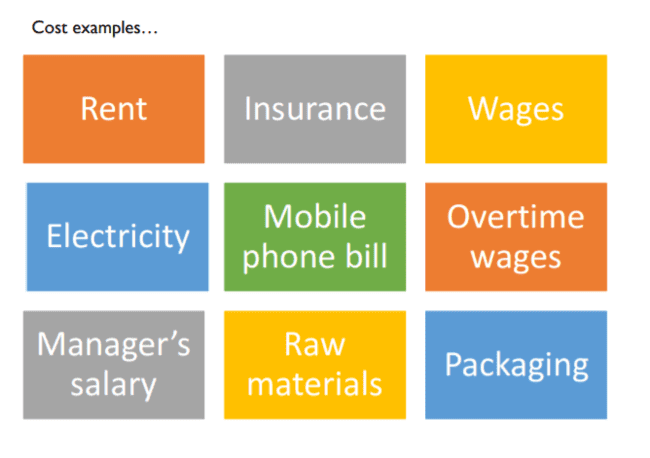 Cost examples…
Rent
Insurance
Wages
Electricity
Mobile
phone bill
Overtime
wages
Manager’s
salary
Raw
materials
Packaging